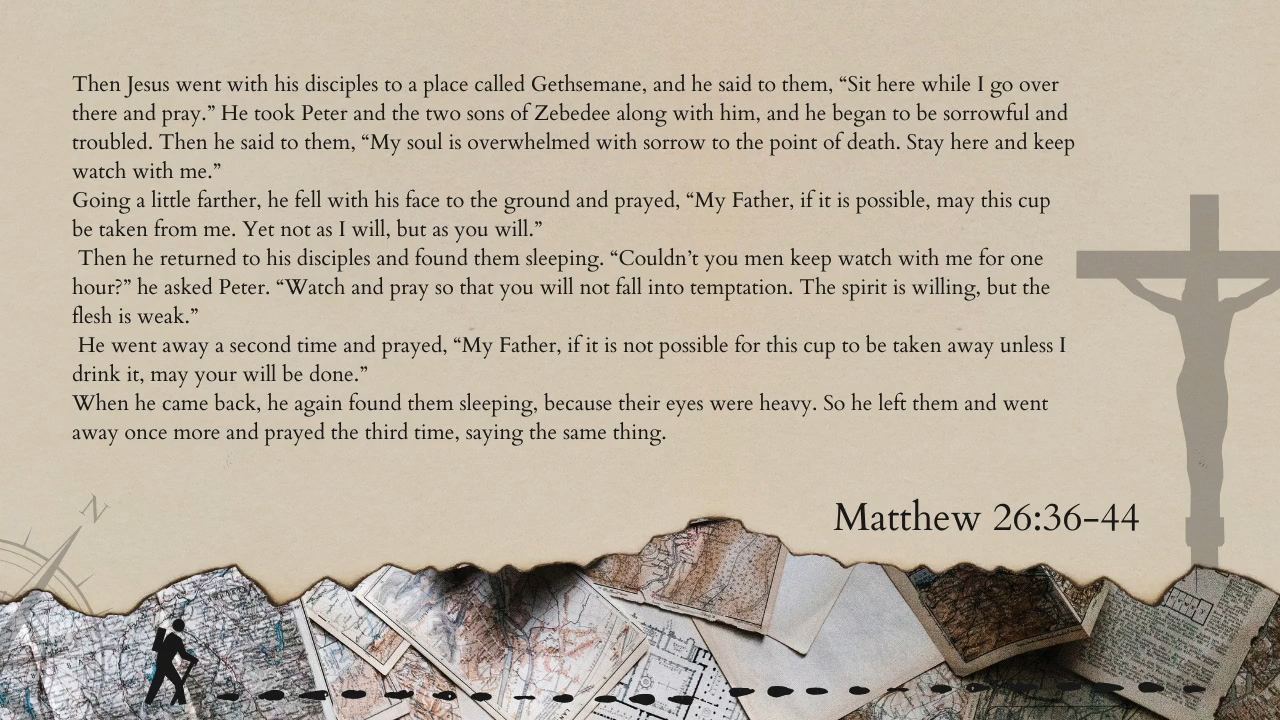 Then Jesus went with his disciples to a place called Gethsemane, and he said to them, “Sit here while I go over
there and pray.” He took Peter and the two sons of Zebedee along with him, and he began to be sorrowful and
troubled. Then he said to them, “My soul is overwhelmed with sorrow to the point of death. Stay here and keep
watch with me.”
Going a little farther, he fell with his face to the ground and prayed, “My Father, if it is possible, may this cup
be taken from me. Yet not as I will, but as you will.”
Then he returned to his disciples and found them sleeping. “Couldn’t you men keep watch with me for one
hour?” he asked Peter. “Watch and pray so that you will not fall into temptation. The spirit is willing, but the
flesh is weak.”
He went away a second time and prayed, “My Father, if it is not possible for this cup to be taken away unless I
drink it, may your will be done.”
When he came back, he again found them sleeping, because their eyes were heavy. So he left them and went
away once more and prayed the third time, saying the same thing.
Matthew 26:36-44
N